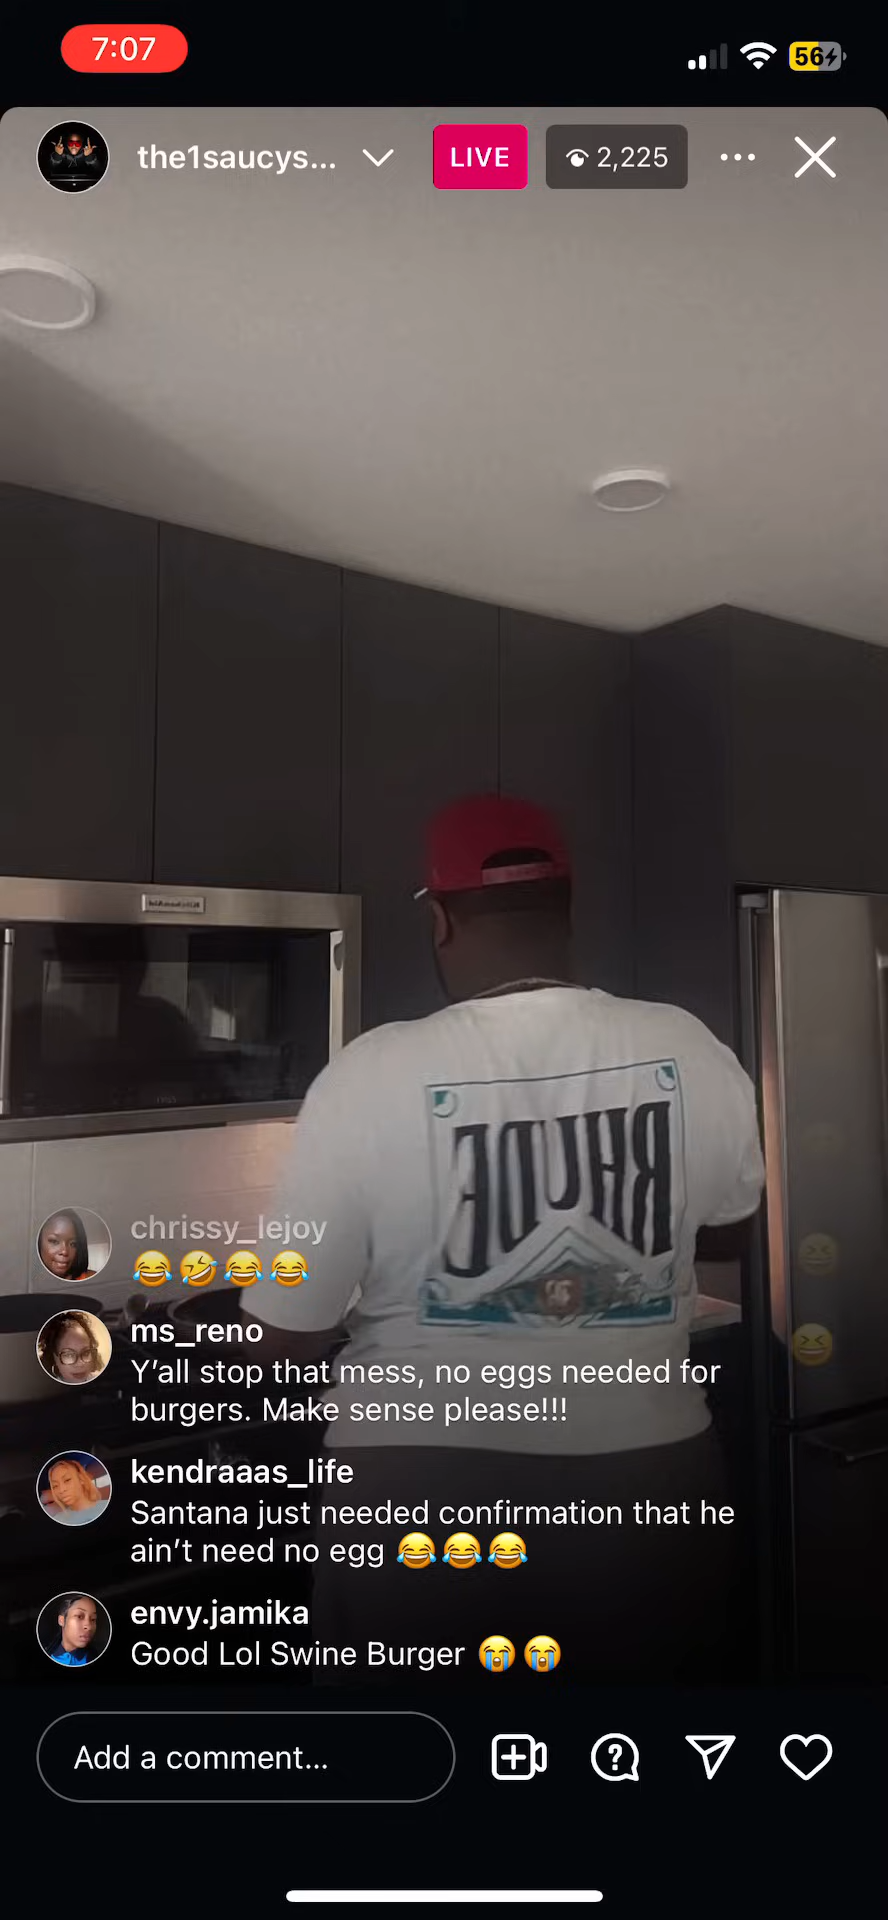 7:07
56
the1saucys...
LIVE
2,225
KitchenAid
RHUDE
chrissy_lejoy
😂🤣😂😂
ms_reno
Y’all stop that mess, no eggs needed for
burgers. Make sense please!!!
kendraaas_life
Santana just needed confirmation that he
ain’t need no egg 😂😂😂
envy.jamika
Good Lol Swine Burger 😭😭
Add a comment...